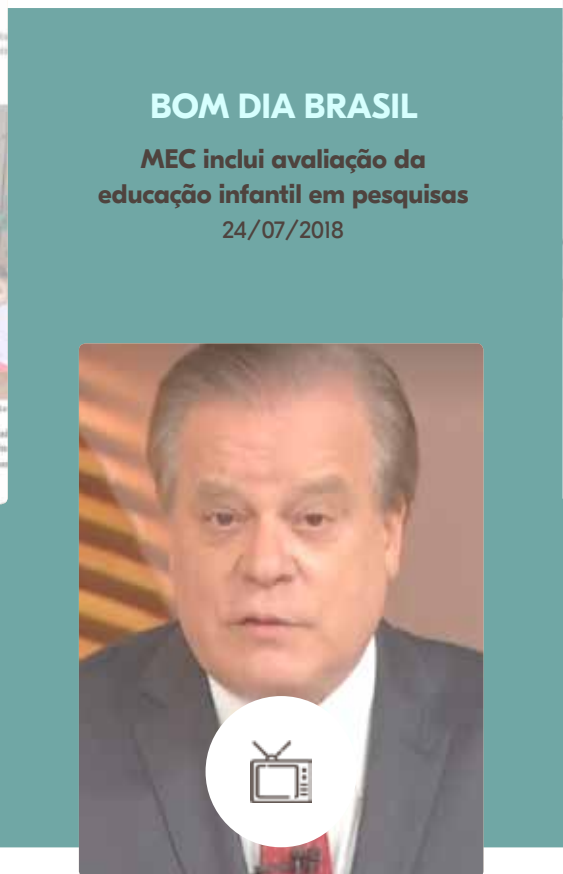 BOM DIA BRASIL
MEC inclui avaliação da
educação infantil em pesquisas
24/07/2018